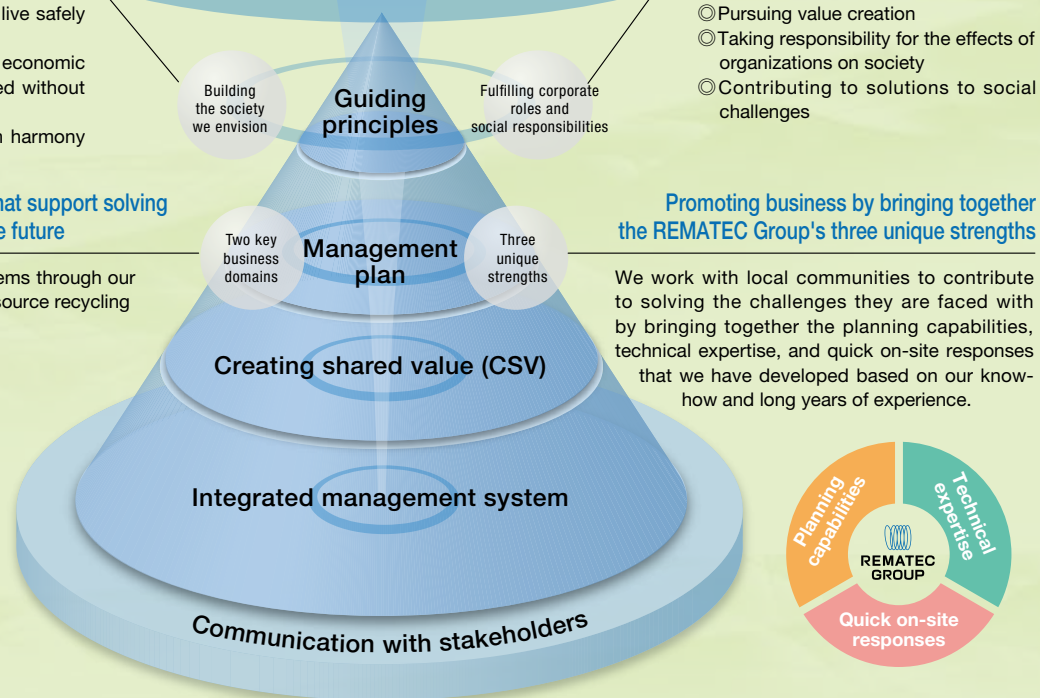 live safely
economic
ed without
harmony
Building
the society
we envision
Guiding
principles
Fulfilling corporate
roles and
social responsibilities
◎Pursuing value creation
◎Taking responsibility for the effects of
organizations on society
◎Contributing to solutions to social
challenges
hat support solving
e future
ems through our
source recycling
Two key
business
domains
Management
plan
Three
unique
strengths
Promoting business by bringing together
the REMATEC Group's three unique strengths
We work with local communities to contribute
to solving the challenges they are faced with
by bringing together the planning capabilities,
technical expertise, and quick on-site responses
that we have developed based on our know-
how and long years of experience.
Creating shared value (CSV)
Integrated management system
Communication with stakeholders
Planning
capabilities
Technical
expertise
REMATEC
GROUP
Quick on-site
responses